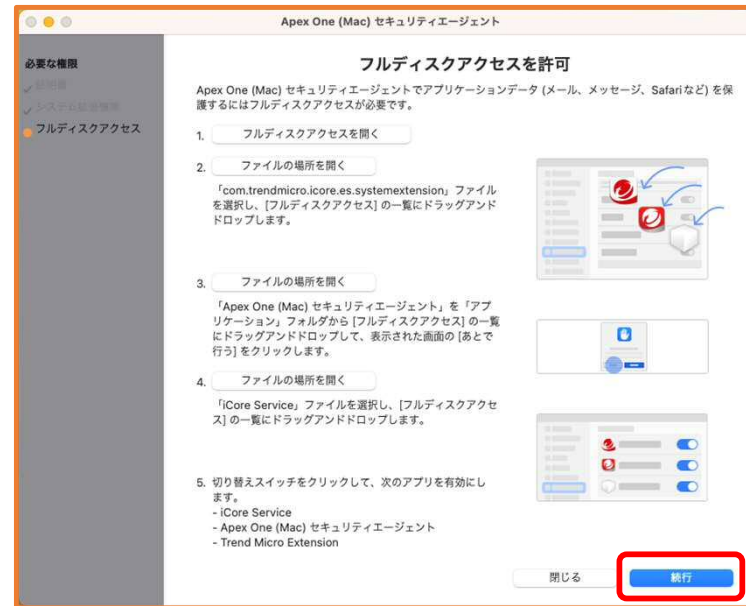 Apex One (Mac) セキュリティエージェント
必要な権限
証明書
システム拡張機能
フルディスクアクセス
フルディスクアクセスを許可
Apex One (Mac) セキュリティエージェントでアプリケーションデータ (メール、メッセージ、Safariなど) を保
護するにはフルディスクアクセスが必要です。
1. フルディスクアクセスを開く
2. ファイルの場所を開く
「com.trendmicro.icore.es.systemextension」ファイル
を選択し、[フルディスクアクセス] の一覧にドラッグアンド
ドロップします。
3. ファイルの場所を開く
「Apex One (Mac) セキュリティエージェント」を「アプ
リケーション」フォルダから [フルディスクアクセス] の一覧
にドラッグアンドドロップして、表示された画面の [あとで
行う] をクリックします。
4. ファイルの場所を開く
「iCore Service」ファイルを選択し、[フルディスクアクセ
ス] の一覧にドラッグアンドドロップします。
5. 切り替えスイッチをクリックして、次のアプリを有効にし
ます。
- iCore Service
- Apex One (Mac) セキュリティエージェント
- Trend Micro Extension
閉じる
続行